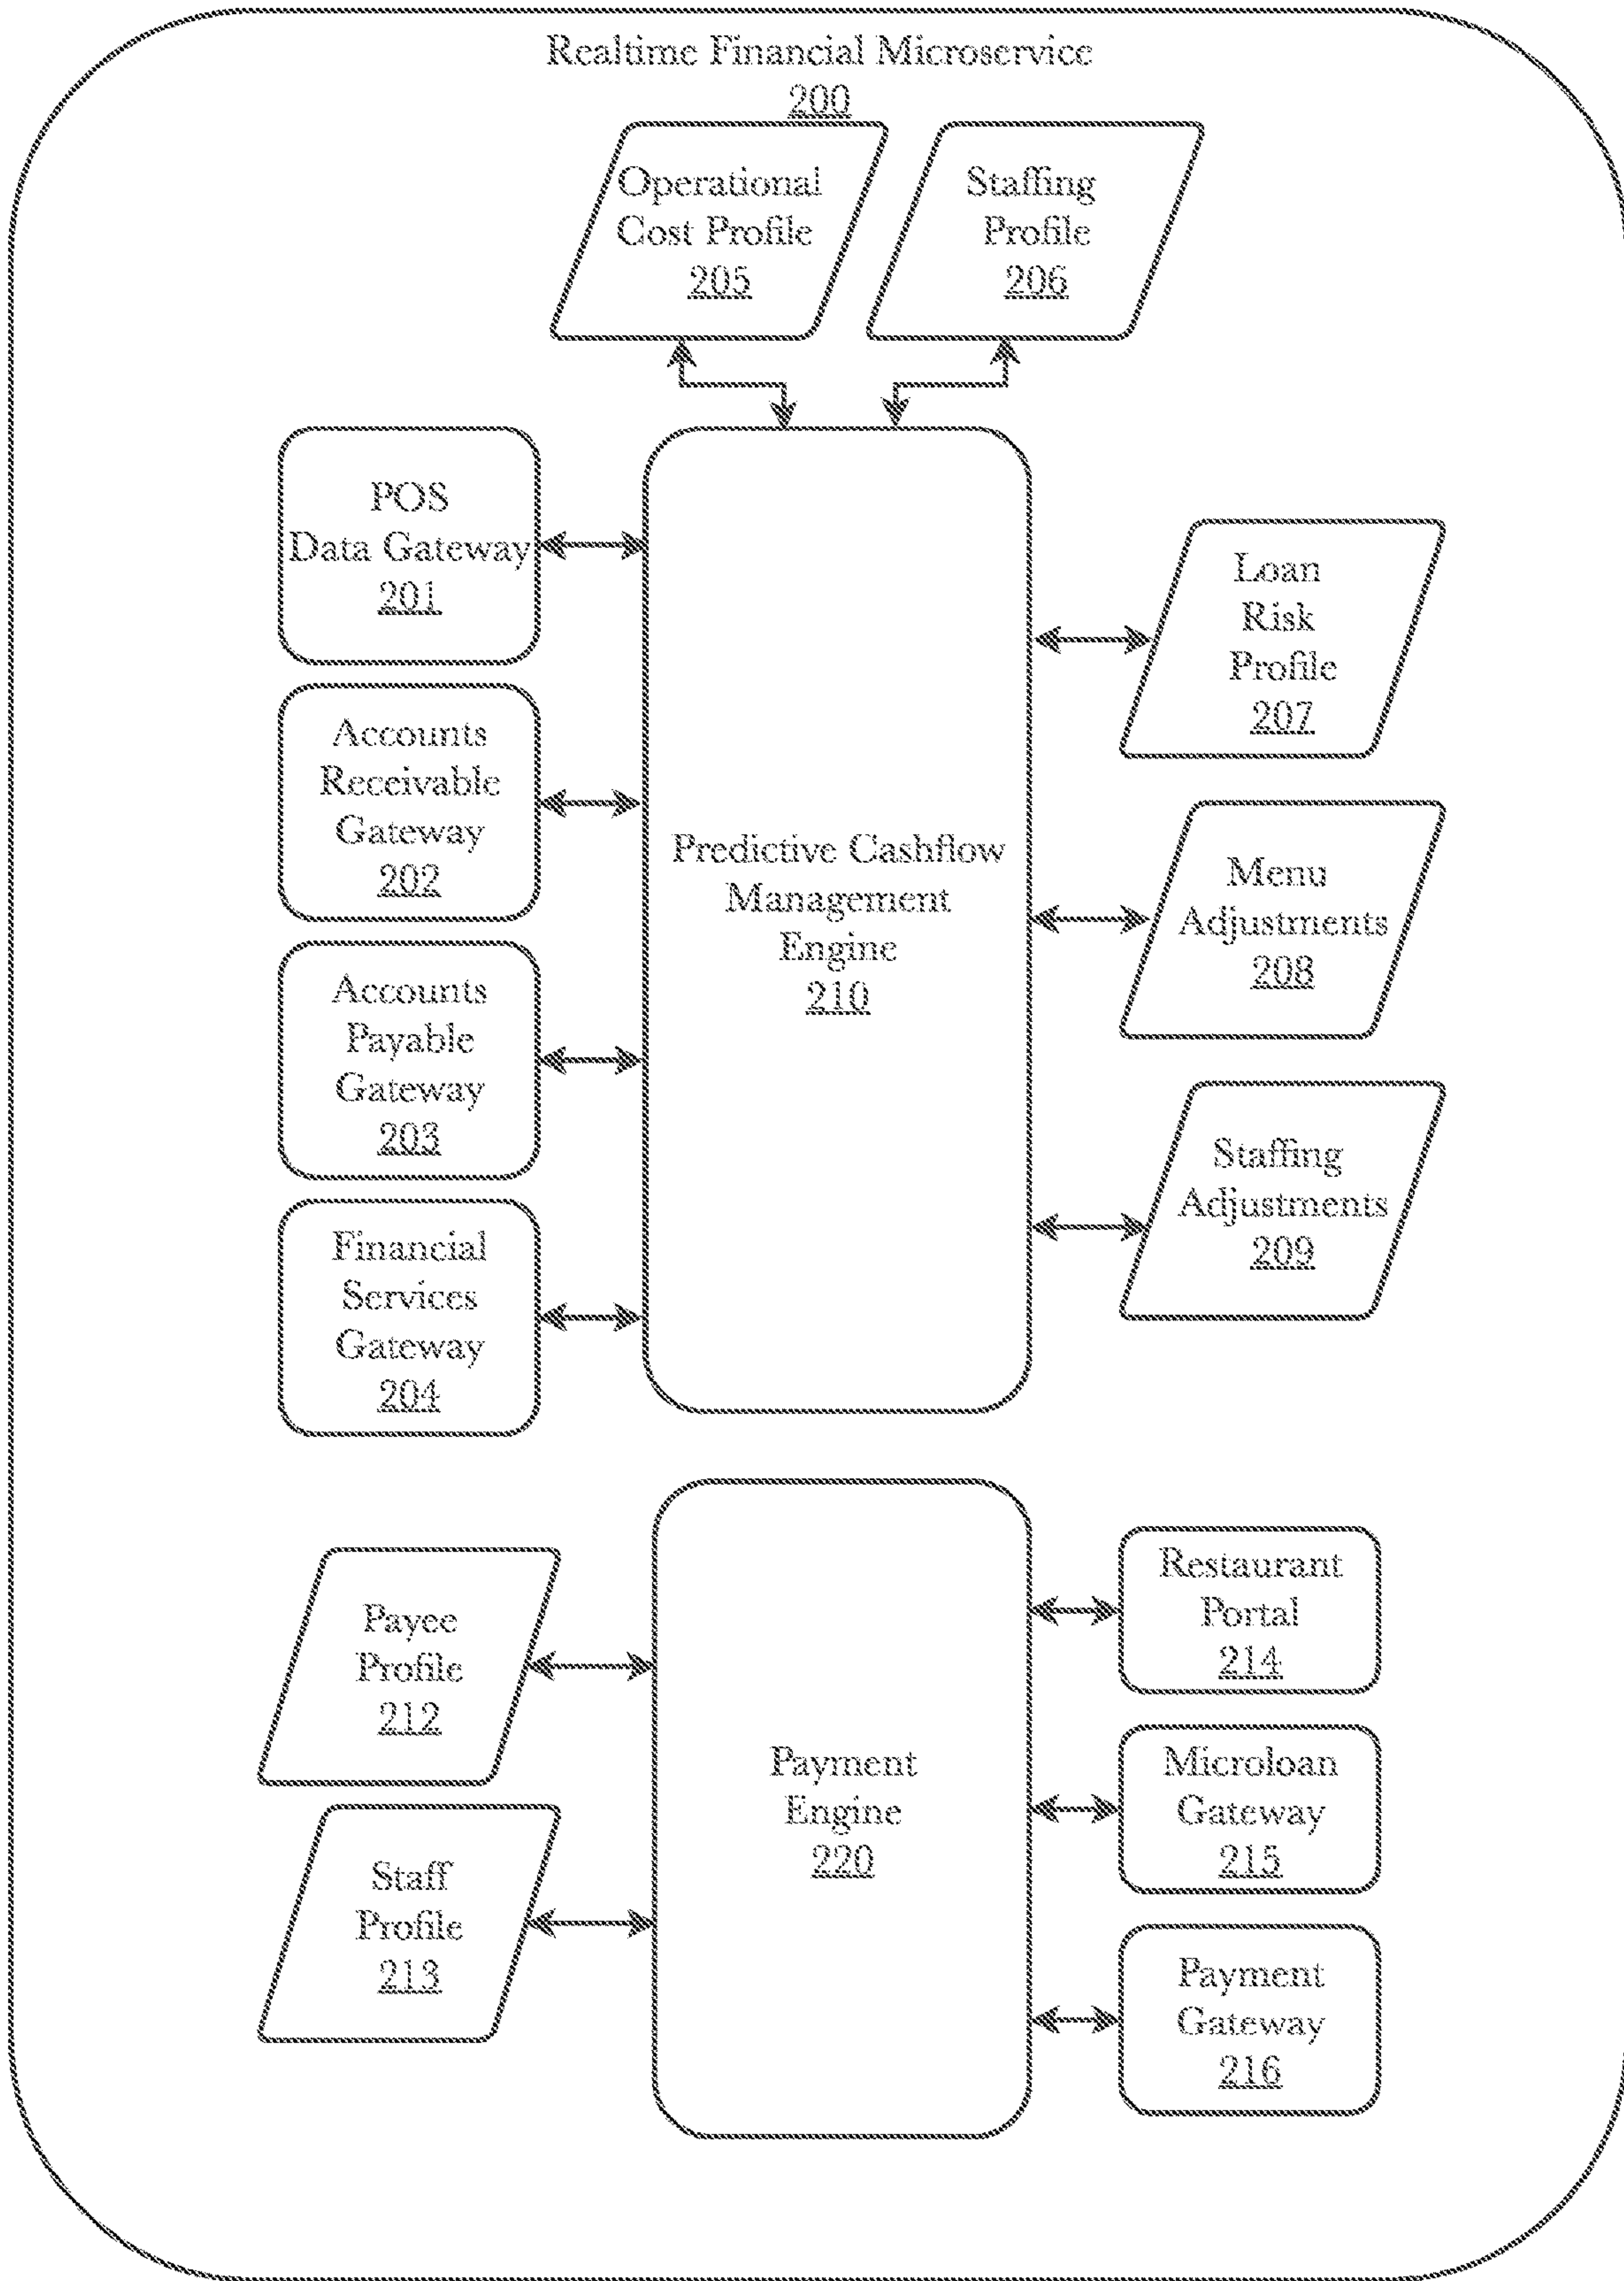 Realtime Financial Microservice
200
Operational
Cost Profile
205
Staffing
Profile
206
POS
Data Gateway
201
Accounts
Receivable
Gateway
202
Accounts
Payable
Gateway
203
Financial
Services
Gateway
204
Predictive Cashflow
Management
Engine
210
Loan
Risk
Profile
207
Menu
Adjustments
208
Staffing
Adjustments
209
Payee
Profile
212
Staff
Profile
213
Payment
Engine
220
Restaurant
Portal
214
Microloan
Gateway
215
Payment
Gateway
216